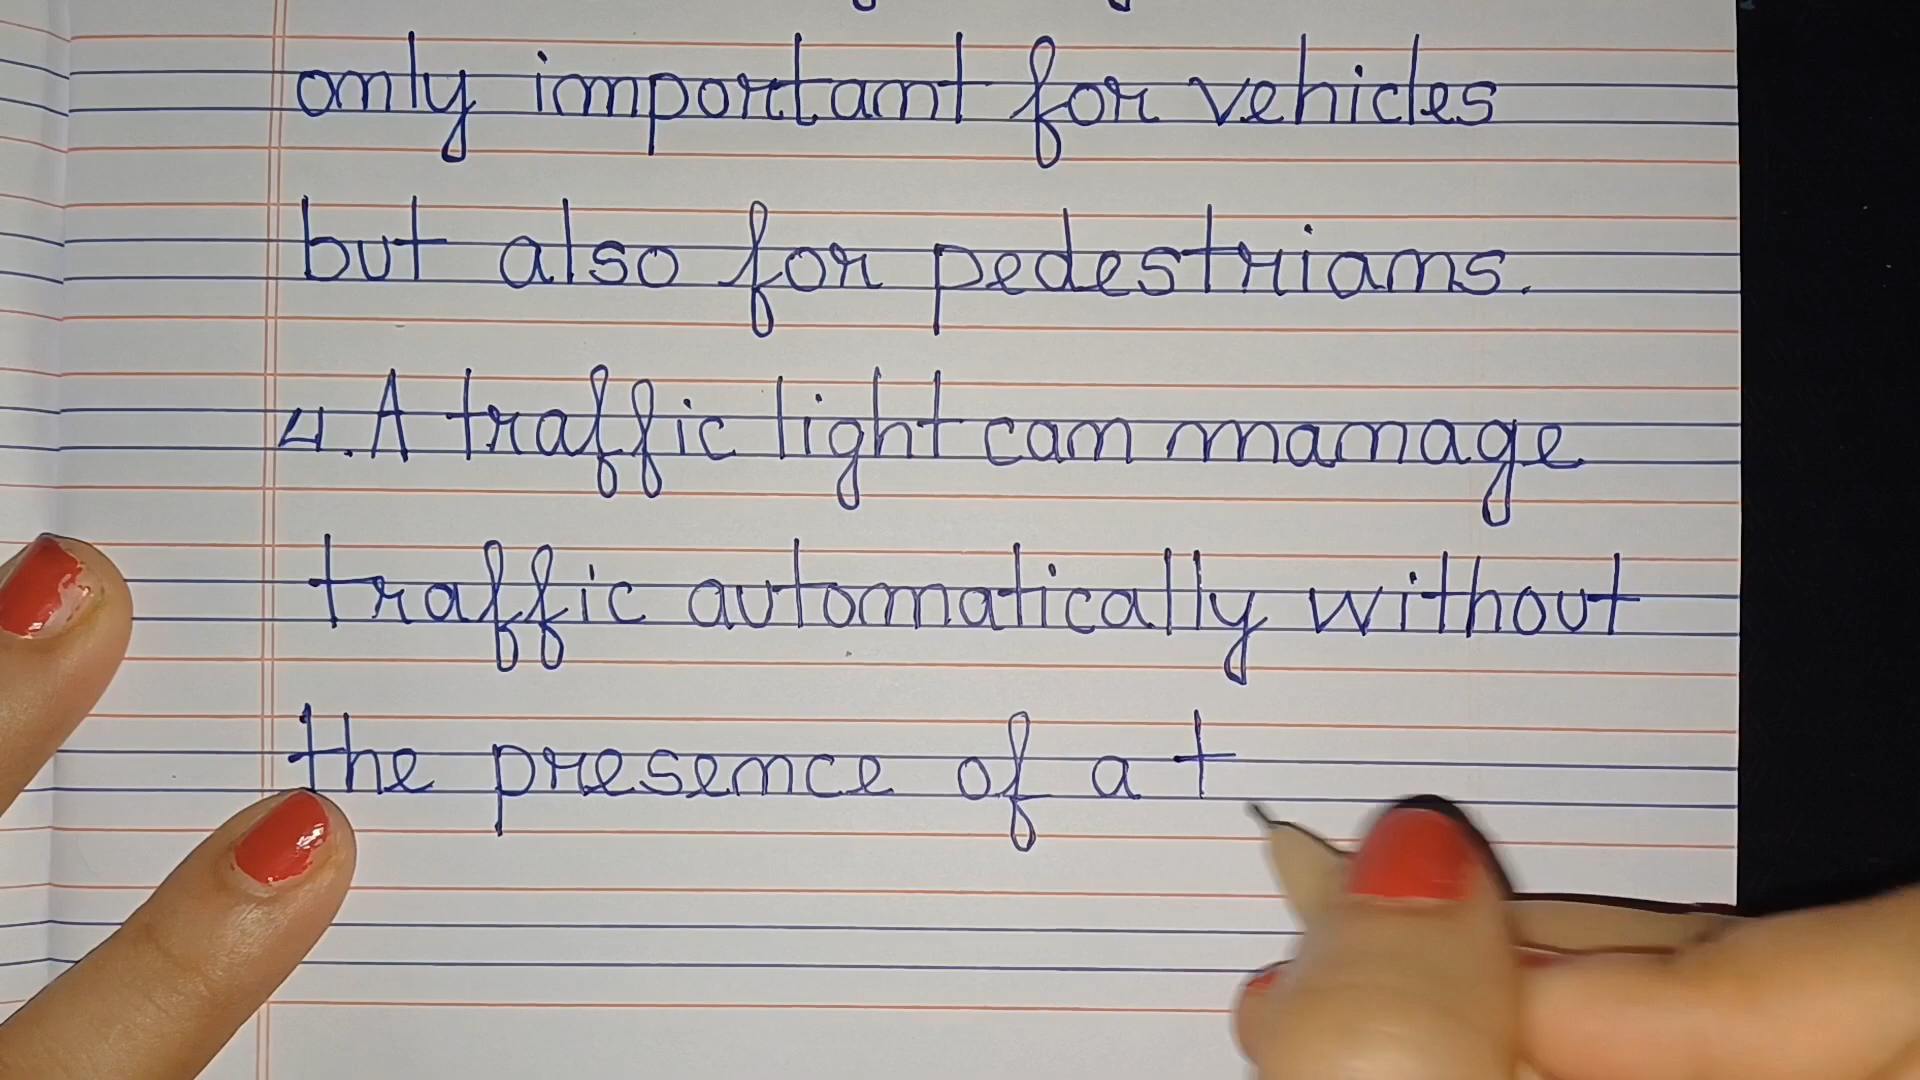 only important for vehicles
but also for pedestrians.
4. A traffic light can manage
traffic automatically without
the presence of a t